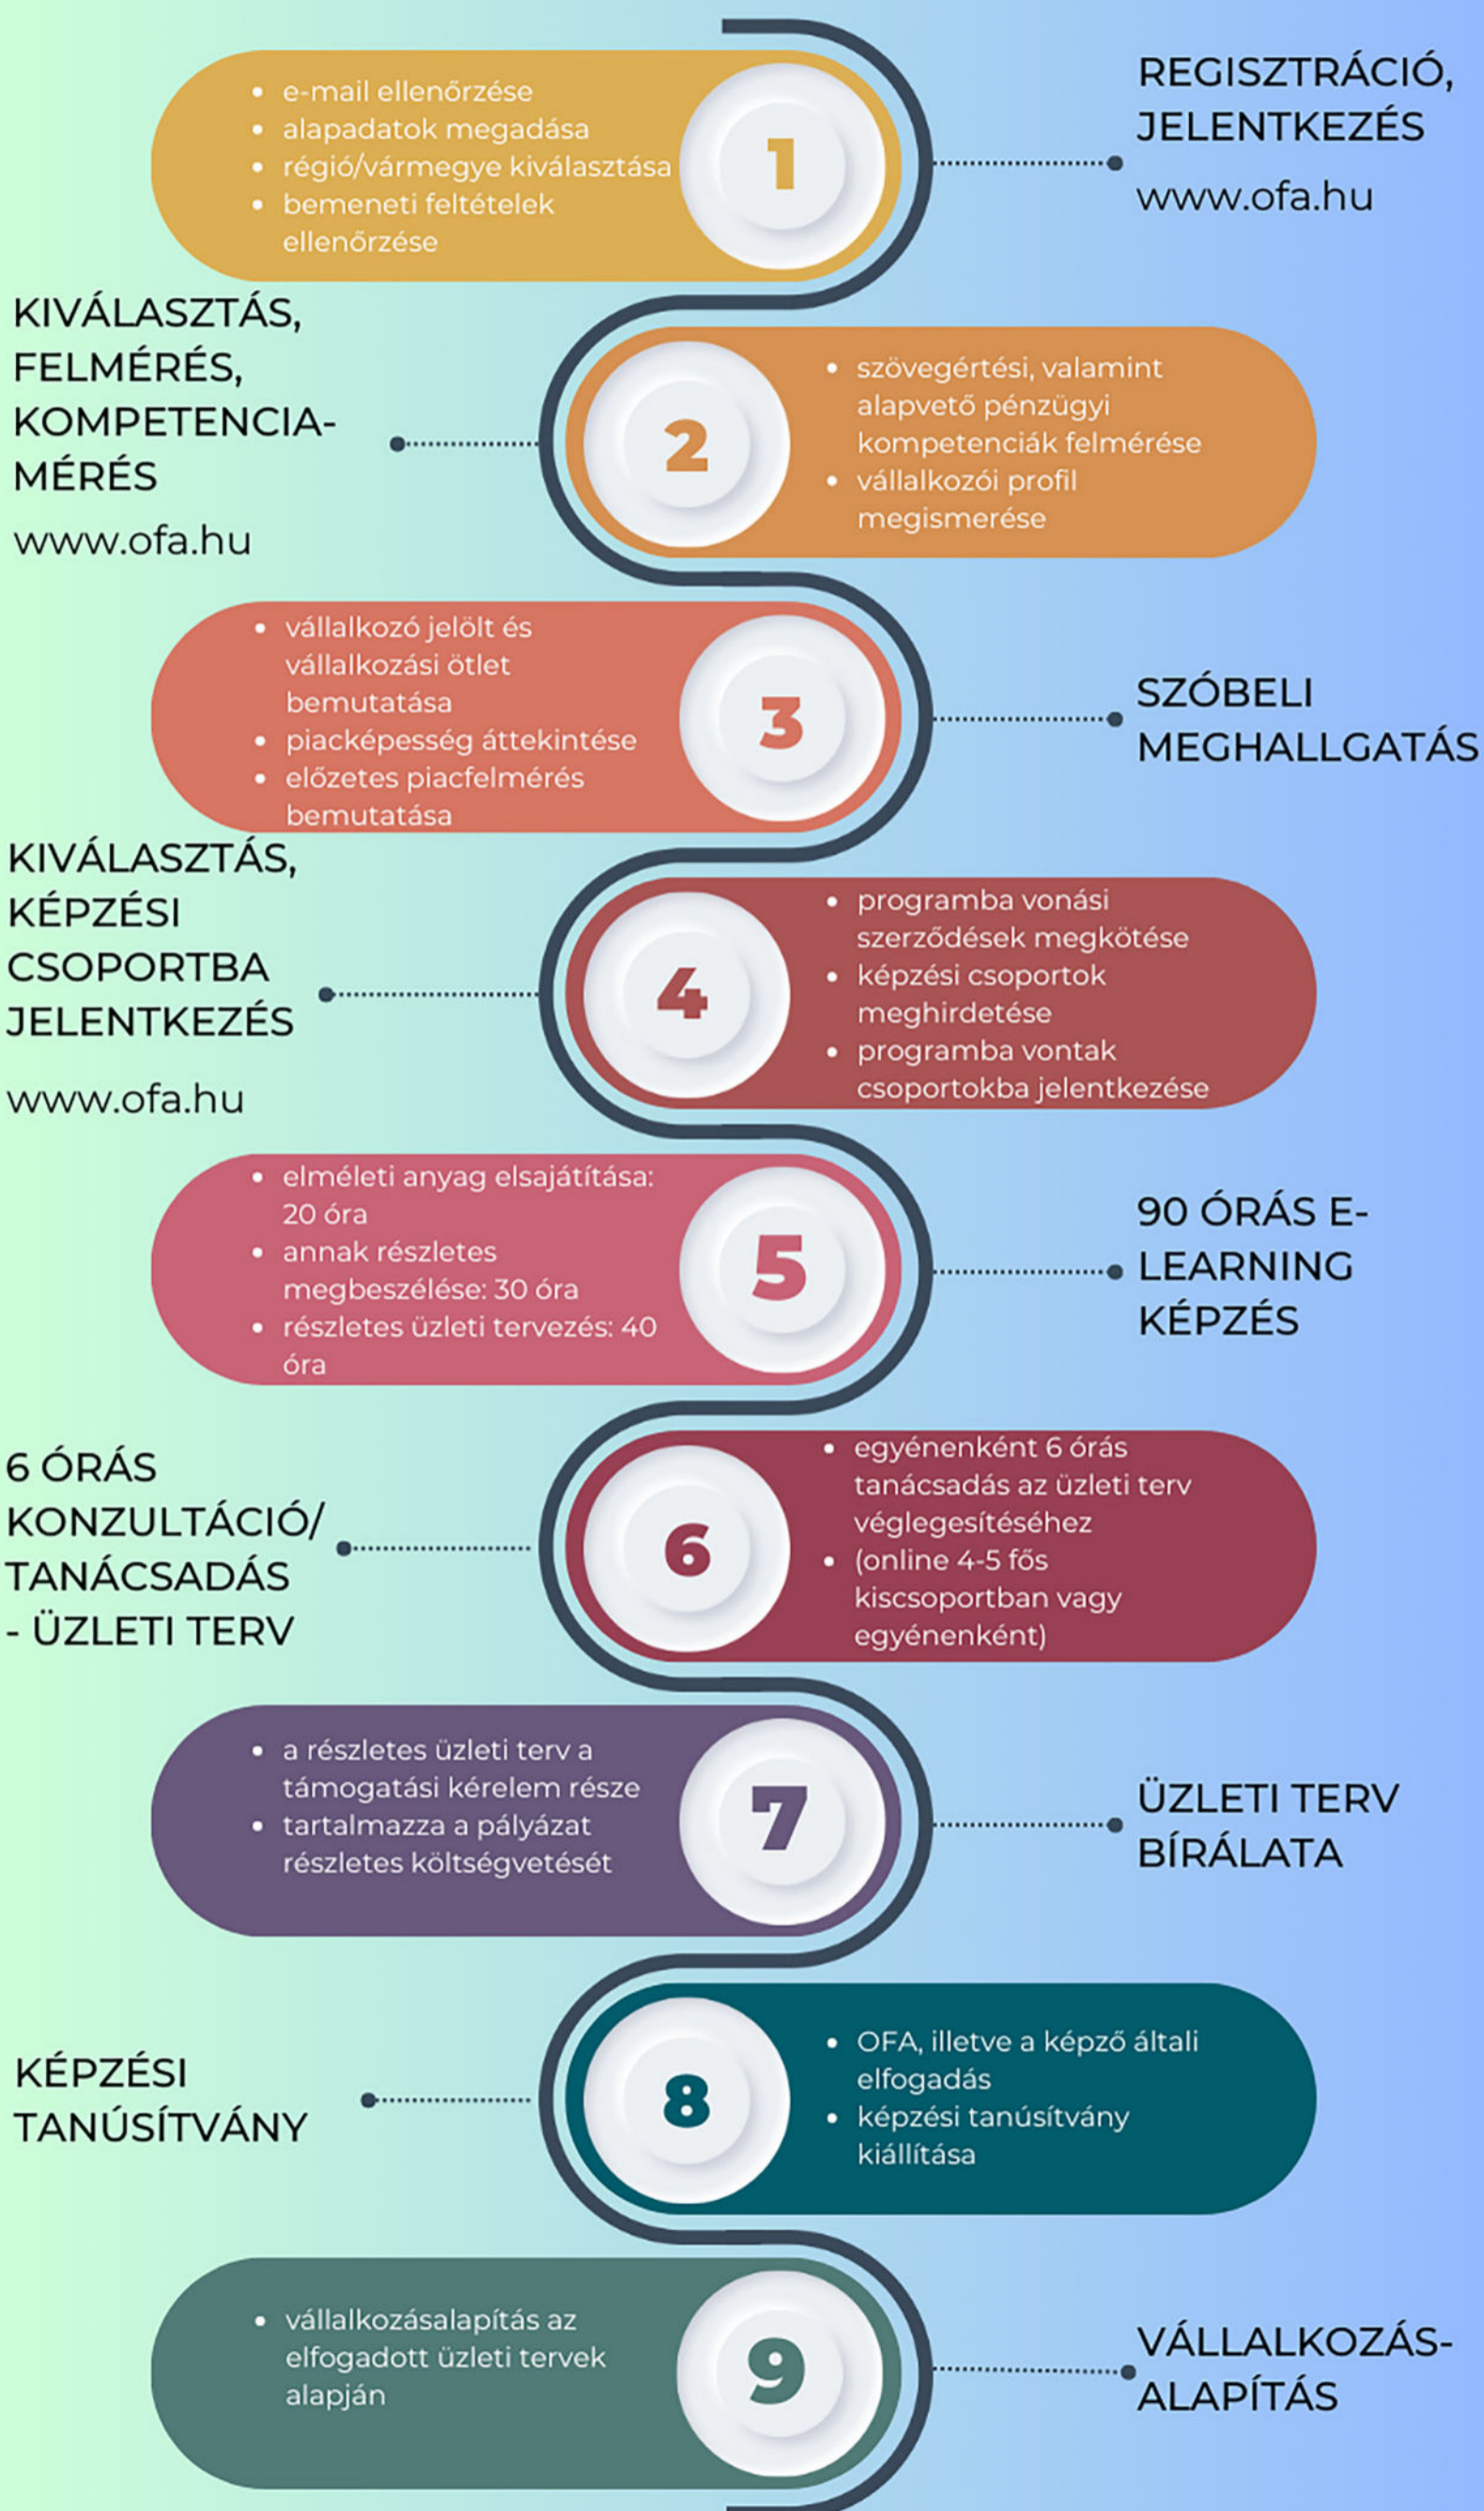 • e-mail ellenőrzése
• alapadatok megadása
• régió/vármegye kiválasztása
• bemeneti feltételek
ellenőrzése
1
REGISZTRÁCIÓ,
JELENTKEZÉS
www.ofa.hu
KIVÁLASZTÁS,
FELMÉRÉS,
KOMPETENCIA-
MÉRÉS
www.ofa.hu
2
• szövegértési, valamint
alapvető pénzügyi
kompetenciák felmérése
• vállalkozói profil
megismerése
• vállalkozó jelölt és
vállalkozási ötlet
bemutatása
• piacképesség áttekintése
• előzetes piacfelmérés
bemutatása
3
SZÓBELI
MEGHALLGATÁS
KIVÁLASZTÁS,
KÉPZÉSI
CSOPORTBA
JELENTKEZÉS
www.ofa.hu
4
• programba vonási
szerződések megkötése
• képzési csoportok
meghirdetése
• programba vontak
csoportokba jelentkezése
• elméleti anyag elsajátítása:
20 óra
• annak részletes
megbeszélése: 30 óra
• részletes üzleti tervezés: 40
óra
5
90 ÓRÁS E-
LEARNING
KÉPZÉS
6 ÓRÁS
KONZULTÁCIÓ/
TANÁCSADÁS
- ÜZLETI TERV
6
• egyénenként 6 órás
tanácsadás az üzleti terv
véglegesítéséhez
• (online 4-5 fős
kiscsoportban vagy
egyénenként)
• a részletes üzleti terv a
támogatási kérelem része
• tartalmazza a pályázat
részletes költségvetését
7
ÜZLETI TERV
BÍRÁLATA
KÉPZÉSI
TANÚSÍTVÁNY
8
• OFA, illetve a képző általi
elfogadás
• képzési tanúsítvány
kiállítása
• vállalkozásalapítás az
elfogadott üzleti tervek
alapján
9
VÁLLALKOZÁS-
ALAPÍTÁS